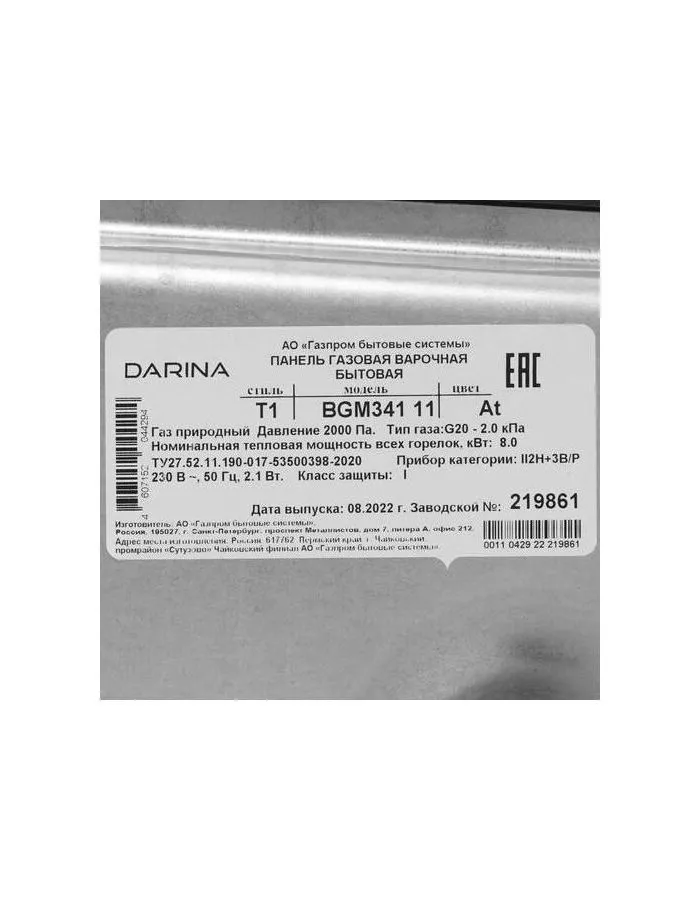 АО «Газпром бытовые системы»
ПАНЕЛЬ ГАЗОВАЯ ВАРОЧНАЯ
БЫТОВАЯ
DARINA
EAC
стиль модель цвет
T1 BGM341 11 At
Газ природный Давление 2000 Па. Тип газа:G20 - 2.0 кПа
Номинальная тепловая мощность всех горелок, кВт: 8.0
ТУ27.52.11.190-017-53500398-2020 Прибор категории: II2H+3B/P
230 В ~, 50 Гц, 2.1 Вт. Класс защиты: I
Дата выпуска: 08.2022 г. Заводской №: 219861
Изготовитель: АО «Газпром бытовые системы».
Россия, 195027, г. Санкт-Петербург, проспект Металлистов, дом 7, литера А, офис 212.
Адрес места изготовления: Россия, 617762 Пермский край г. Чайковский
промрайон «Сутузово» Чайковский филиал АО «Газпром бытовые системы».
0011 0429 22 219861
4 607152 044294